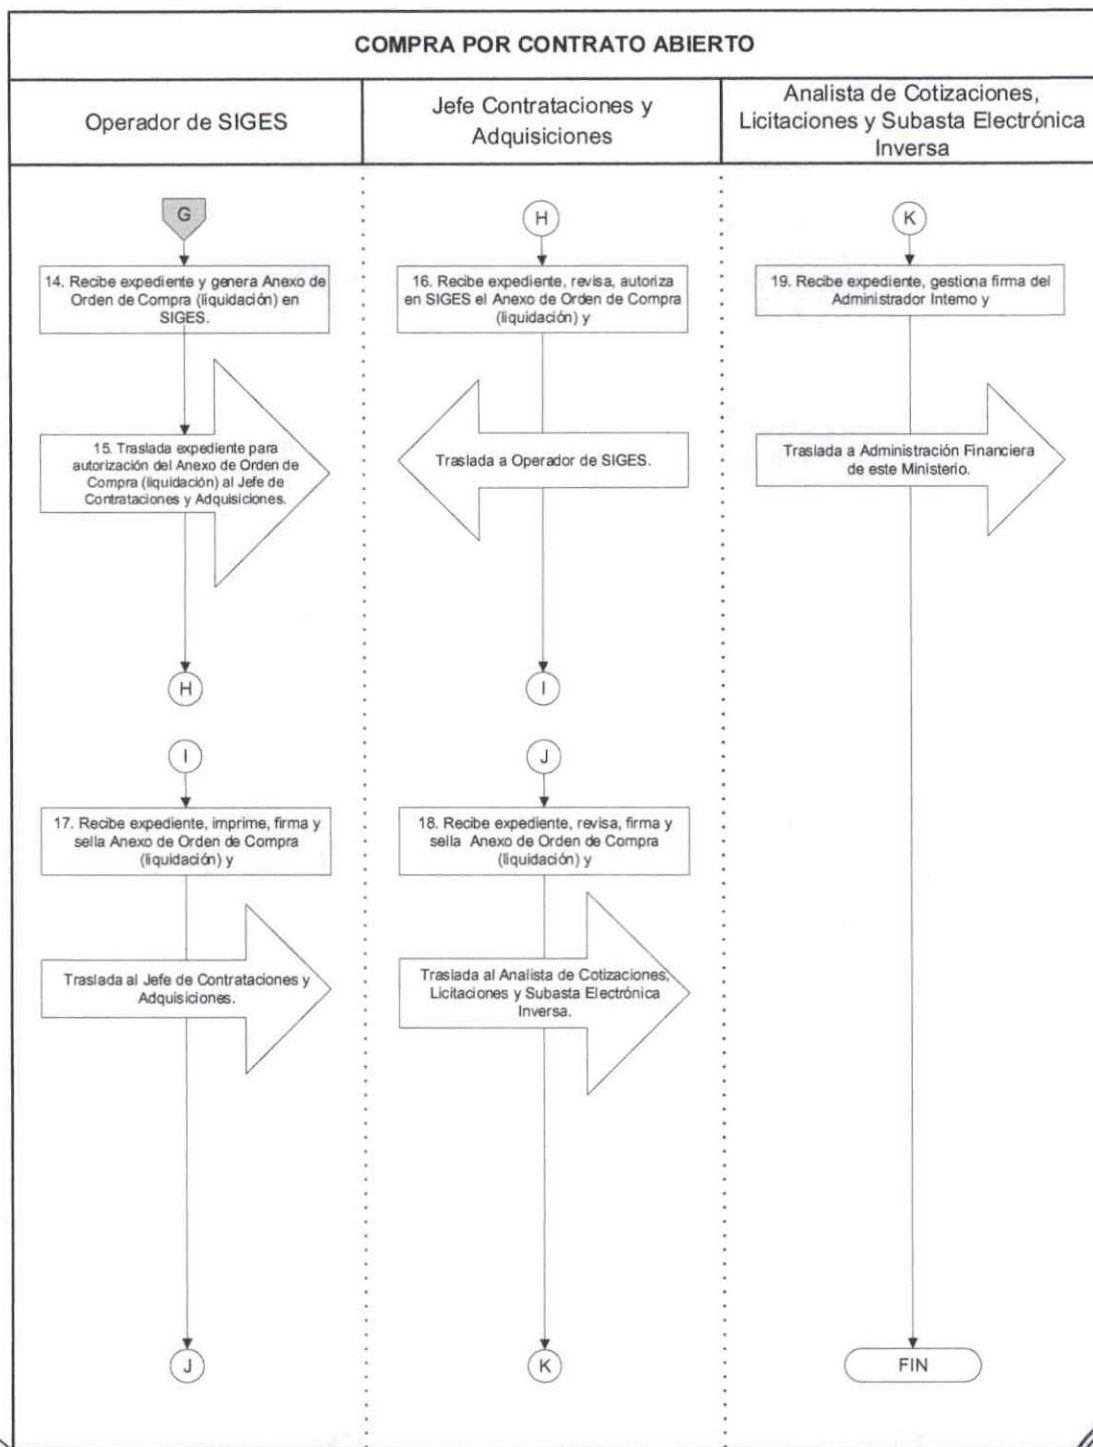 COMPRA POR CONTRATO ABIERTO
Operador de SIGES
Jefe Contrataciones y
Adquisiciones
Analista de Cotizaciones,
Licitaciones y Subasta Electrónica
Inversa
G
14. Recibe expediente y genera Anexo de
Orden de Compra (liquidación) en
SIGES.
15. Traslada expediente para
autorización del Anexo de Orden de
Compra (liquidación) al Jefe de
Contrataciones y Adquisiciones.
H
I
17. Recibe expediente, imprime, firma y
sella Anexo de Orden de Compra
(liquidación) y
Traslada al Jefe de Contrataciones y
Adquisiciones.
J
H
16. Recibe expediente, revisa, autoriza
en SIGES el Anexo de Orden de Compra
(liquidación) y
Traslada a Operador de SIGES.
I
J
18. Recibe expediente, revisa, firma y
sella Anexo de Orden de Compra
(liquidación) y
Traslada al Analista de Cotizaciones,
Licitaciones y Subasta Electrónica
Inversa.
K
K
19. Recibe expediente, gestiona firma del
Administrador Interno y
Traslada a Administración Financiera
de este Ministerio.
FIN